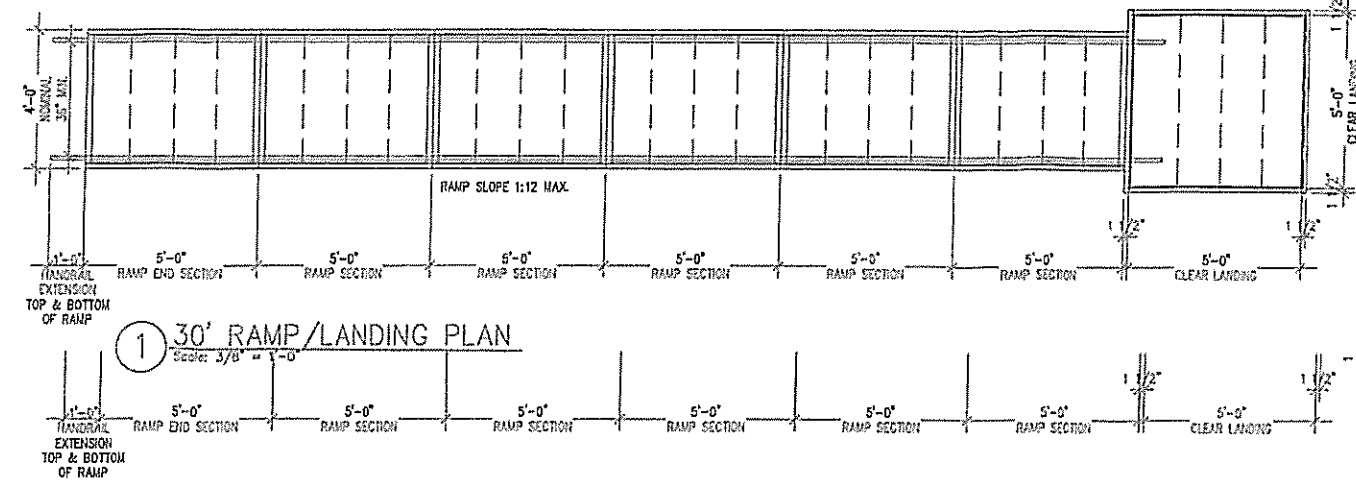 1 1/2"
4'-0"
NOMINAL
36" MIN.
5'-0"
CLEAR LANDING
1 1/2"
RAMP SLOPE 1:12 MAX.
1 1/2" 1 1/2"
1'-0" 5'-0" 5'-0" 5'-0" 5'-0" 5'-0" 5'-0" 5'-0"
HANDRAIL RAMP END SECTION RAMP SECTION RAMP SECTION RAMP SECTION RAMP SECTION RAMP SECTION CLEAR LANDING
EXTENSION
TOP & BOTTOM
OF RAMP
1 30' RAMP/LANDING PLAN
Scale: 3/8" = 1'-0"
1 1/2" 1 1/2" 1
1'-0" 5'-0" 5'-0" 5'-0" 5'-0" 5'-0" 5'-0" 5'-0"
HANDRAIL RAMP END SECTION RAMP SECTION RAMP SECTION RAMP SECTION RAMP SECTION RAMP SECTION CLEAR LANDING
EXTENSION
TOP & BOTTOM
OF RAMP